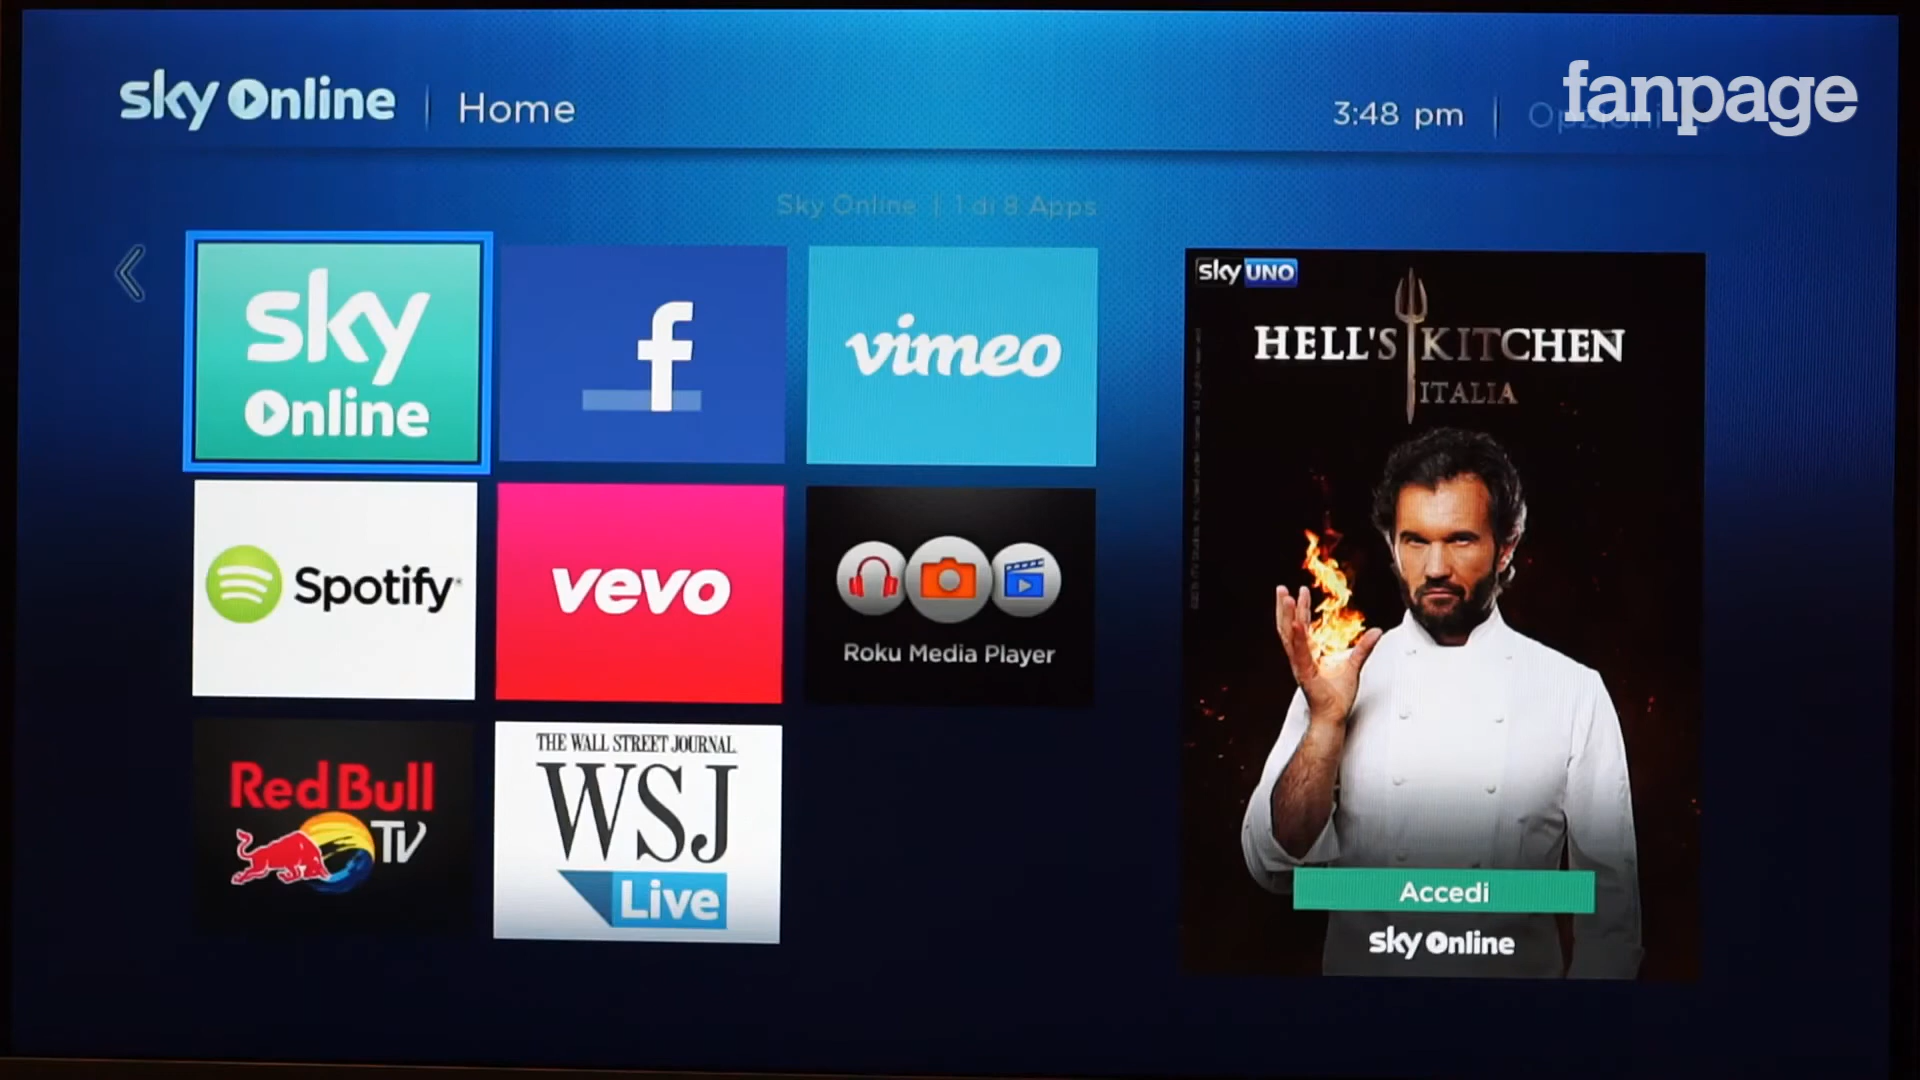 sky Online | Home
3:48 pm | Opzioni
fanpage
Sky Online | 1 di 8 Apps
sky
Online
f
vimeo
Spotify
vevo
Roku Media Player
Red Bull
TV
THE WALL STREET JOURNAL.
WSJ
Live
sky UNO
HELL'S KITCHEN
ITALIA
Accedi
sky Online